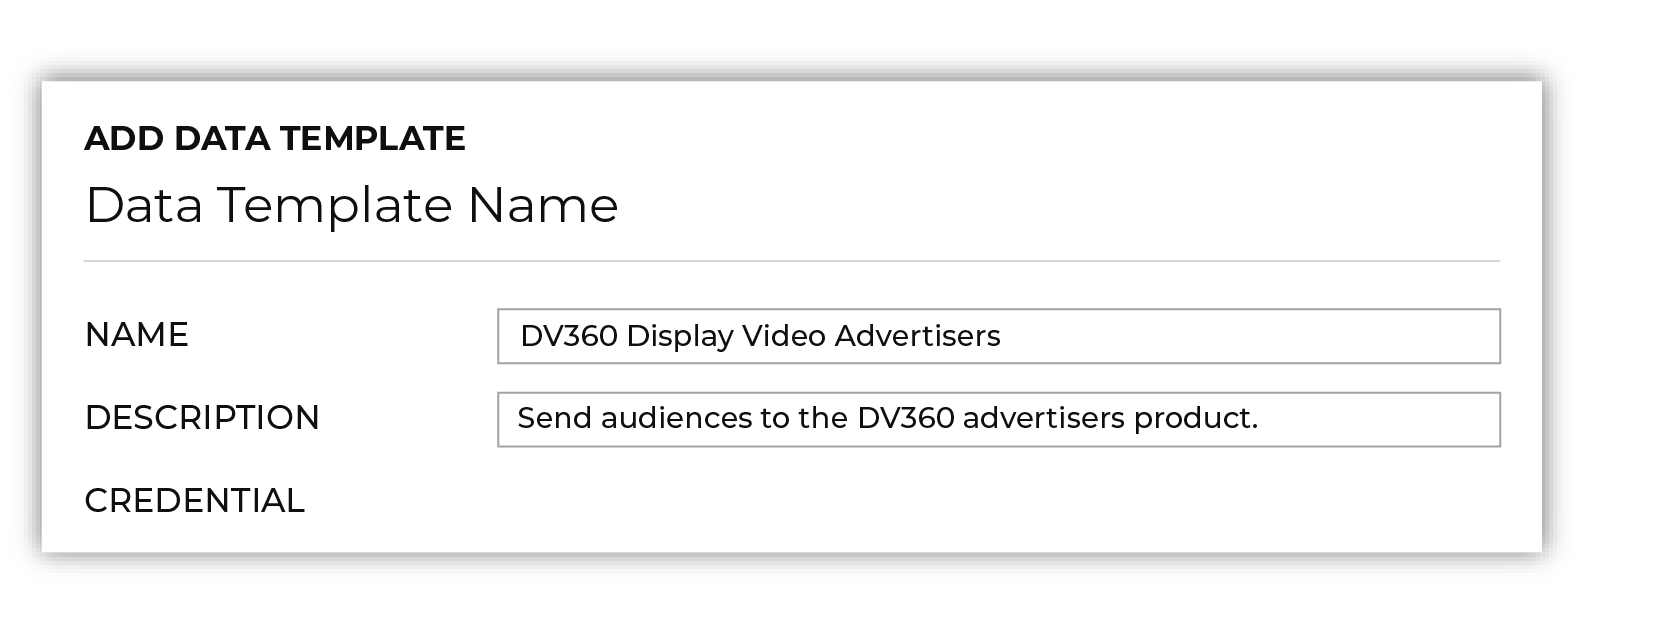 ADD DATA TEMPLATE
Data Template Name
NAME
DV360 Display Video Advertisers
DESCRIPTION
Send audiences to the DV360 advertisers product.
CREDENTIAL